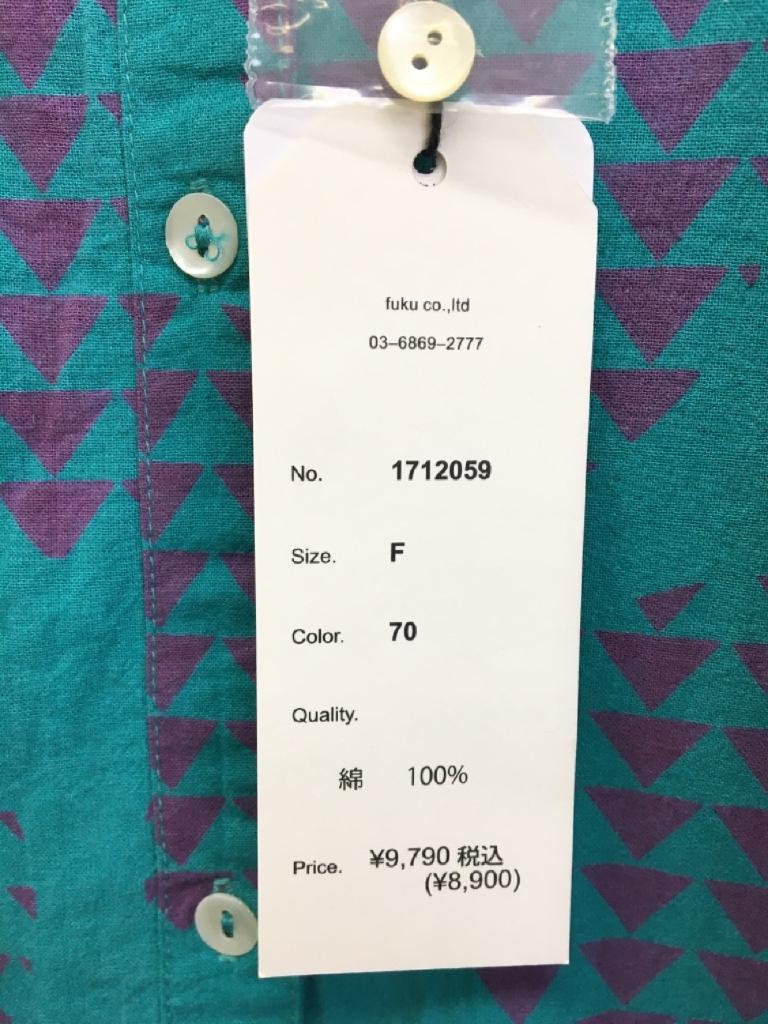 fuku co.,ltd
03–6869–2777
No. 1712059
Size. F
Color. 70
Quality.
綿 100%
Price. ¥9,790 税込
(¥8,900)